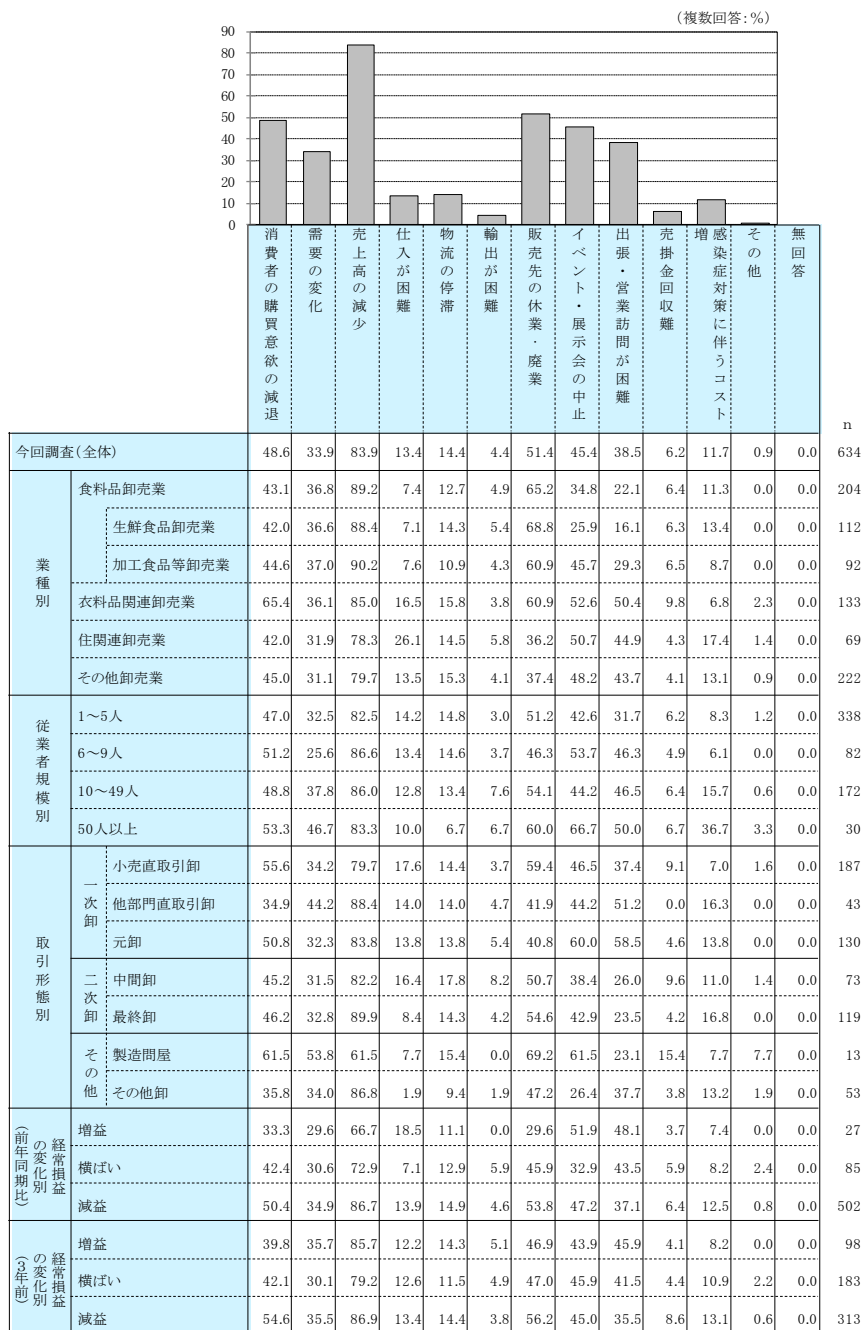 （複数回答：％）
90
80
70
60
50
40
30
20
10
0
消費者の購買意欲の減退
需要の変化
売上高の減少
仕入が困難
物流の停滞
輸出が困難
販売先の休業・廃業
イベント・展示会の中止
出張・営業訪問が困難
売掛金回収難
感染症対策に伴うコスト増
その他
無回答
n
今回調査(全体) 48.6 33.9 83.9 13.4 14.4 4.4 51.4 45.4 38.5 6.2 11.7 0.9 0.0 634
業種別
食料品卸売業 43.1 36.8 89.2 7.4 12.7 4.9 65.2 34.8 22.1 6.4 11.3 0.0 0.0 204
生鮮食品卸売業 42.0 36.6 88.4 7.1 14.3 5.4 68.8 25.9 16.1 6.3 13.4 0.0 0.0 112
加工食品等卸売業 44.6 37.0 90.2 7.6 10.9 4.3 60.9 45.7 29.3 6.5 8.7 0.0 0.0 92
衣料品関連卸売業 65.4 36.1 85.0 16.5 15.8 3.8 60.9 52.6 50.4 9.8 6.8 2.3 0.0 133
住関連卸売業 42.0 31.9 78.3 26.1 14.5 5.8 36.2 50.7 44.9 4.3 17.4 1.4 0.0 69
その他卸売業 45.0 31.1 79.7 13.5 15.3 4.1 37.4 48.2 43.7 4.1 13.1 0.9 0.0 222
従業者規模別
1～5人 47.0 32.5 82.5 14.2 14.8 3.0 51.2 42.6 31.7 6.2 8.3 1.2 0.0 338
6～9人 51.2 25.6 86.6 13.4 14.6 3.7 46.3 53.7 46.3 4.9 6.1 0.0 0.0 82
10～49人 48.8 37.8 86.0 12.8 13.4 7.6 54.1 44.2 46.5 6.4 15.7 0.6 0.0 172
50人以上 53.3 46.7 83.3 10.0 6.7 6.7 60.0 66.7 50.0 6.7 36.7 3.3 0.0 30
取引形態別
一次卸
小売直取引卸 55.6 34.2 79.7 17.6 14.4 3.7 59.4 46.5 37.4 9.1 7.0 1.6 0.0 187
他部門直取引卸 34.9 44.2 88.4 14.0 14.0 4.7 41.9 44.2 51.2 0.0 16.3 0.0 0.0 43
元卸 50.8 32.3 83.8 13.8 13.8 5.4 40.8 60.0 58.5 4.6 13.8 0.0 0.0 130
二次卸
中間卸 45.2 31.5 82.2 16.4 17.8 8.2 50.7 38.4 26.0 9.6 11.0 1.4 0.0 73
最終卸 46.2 32.8 89.9 8.4 14.3 4.2 54.6 42.9 23.5 4.2 16.8 0.0 0.0 119
その他
製造問屋 61.5 53.8 61.5 7.7 15.4 0.0 69.2 61.5 23.1 15.4 7.7 7.7 0.0 13
その他卸 35.8 34.0 86.8 1.9 9.4 1.9 47.2 26.4 37.7 3.8 13.2 1.9 0.0 53
経常損益の変化別（前年同期比）
増益 33.3 29.6 66.7 18.5 11.1 0.0 29.6 51.9 48.1 3.7 7.4 0.0 0.0 27
横ばい 42.4 30.6 72.9 7.1 12.9 5.9 45.9 32.9 43.5 5.9 8.2 2.4 0.0 85
減益 50.4 34.9 86.7 13.9 14.9 4.6 53.8 47.2 37.1 6.4 12.5 0.8 0.0 502
経常損益の変化別（3年前）
増益 39.8 35.7 85.7 12.2 14.3 5.1 46.9 43.9 45.9 4.1 8.2 0.0 0.0 98
横ばい 42.1 30.1 79.2 12.6 11.5 4.9 47.0 45.9 41.5 4.4 10.9 2.2 0.0 183
減益 54.6 35.5 86.9 13.4 14.4 3.8 56.2 45.0 35.5 8.6 13.1 0.6 0.0 313